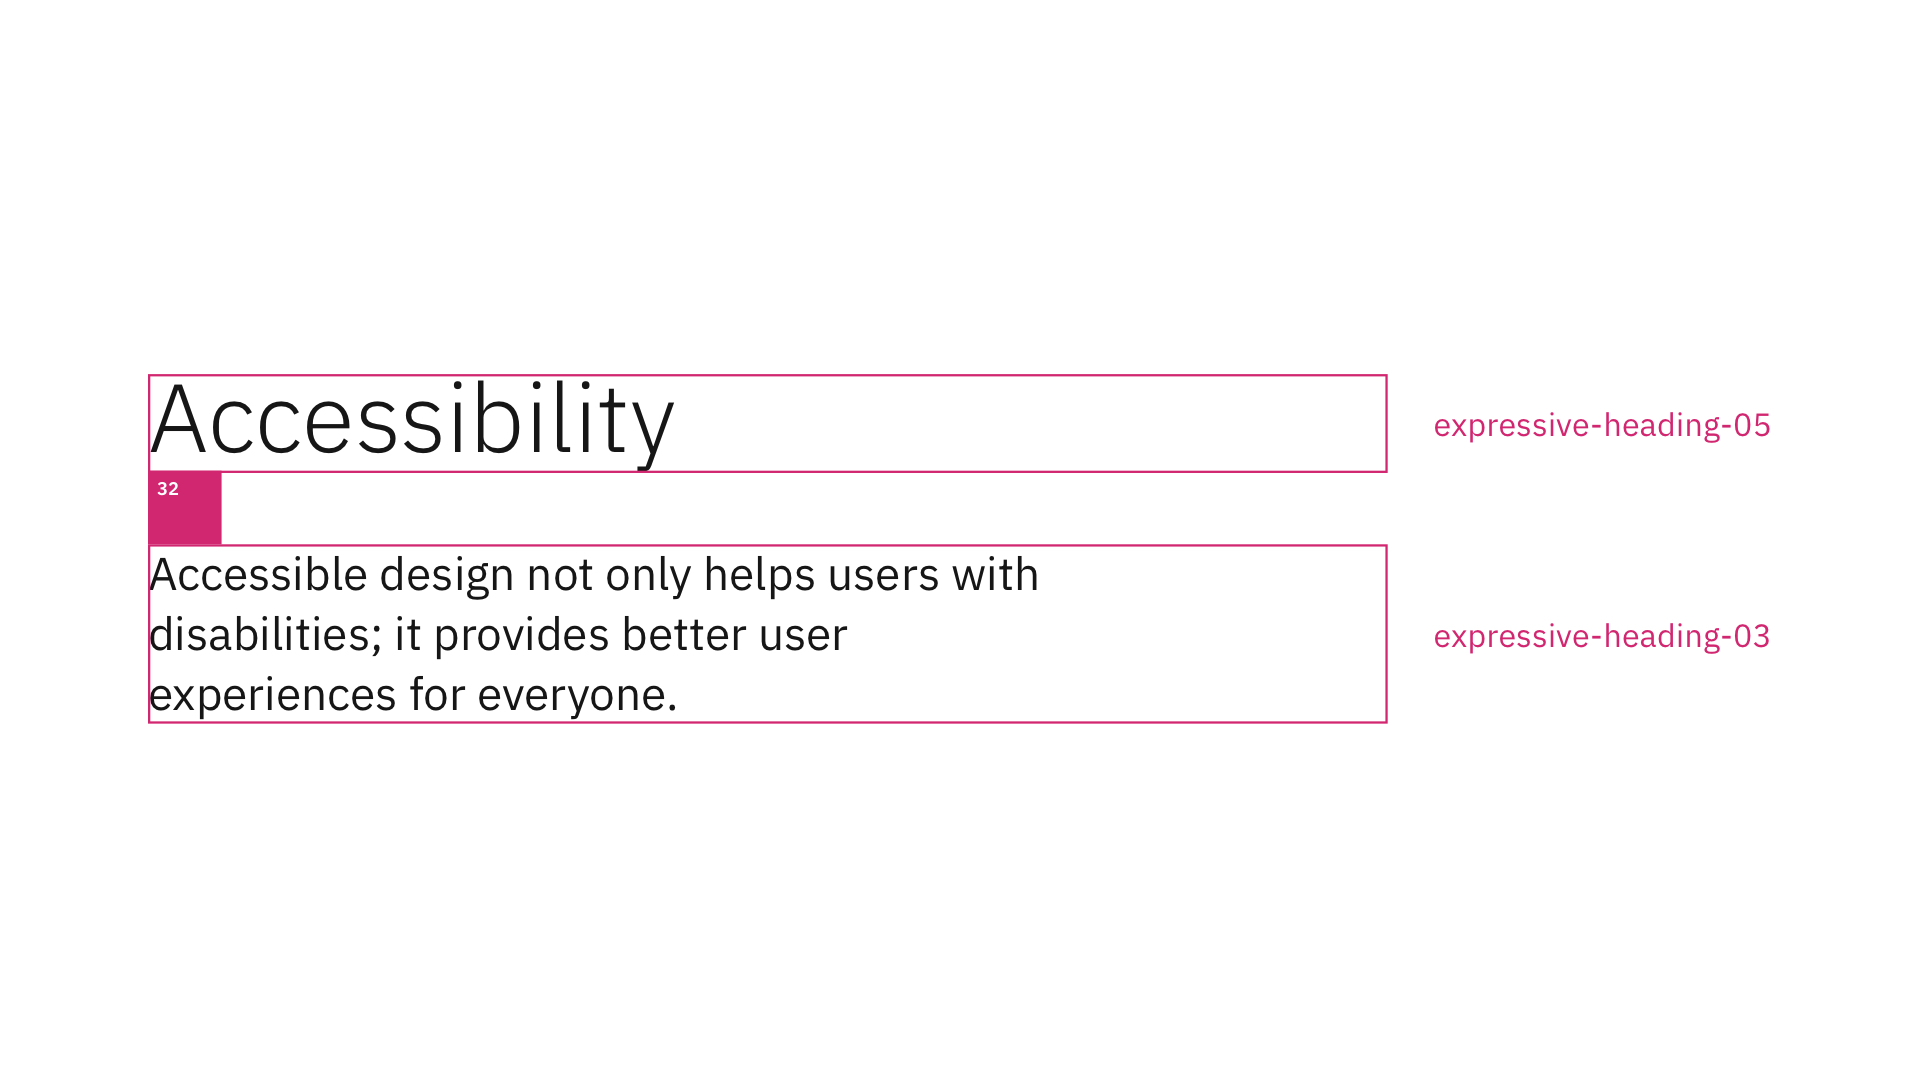 Accessibility
expressive-heading-05
32
Accessible design not only helps users with
disabilities; it provides better user
experiences for everyone.
expressive-heading-03